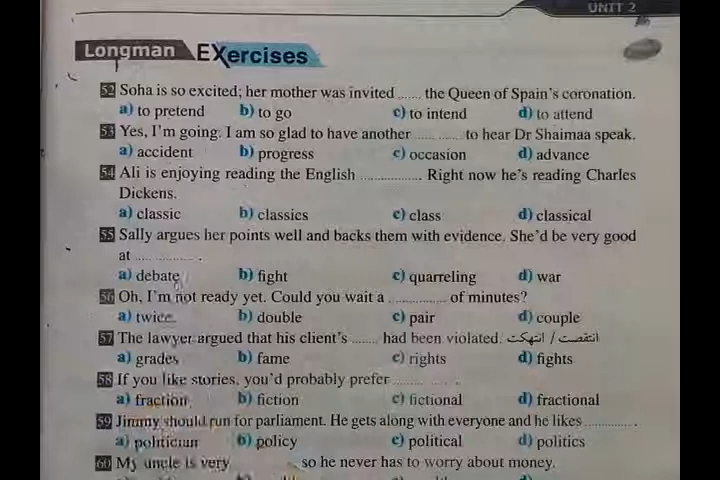 UNIT 2
Longman Exercises
52 Soha is so excited; her mother was invited ...... the Queen of Spain's coronation.
a) to pretend b) to go c) to intend d) to attend
53 Yes, I'm going. I am so glad to have another ............ to hear Dr Shaimaa speak.
a) accident b) progress c) occasion d) advance
54 Ali is enjoying reading the English ............... Right now he's reading Charles
Dickens.
a) classic b) classics c) class d) classical
55 Sally argues her points well and backs them with evidence. She'd be very good
at ................ .
a) debate b) fight c) quarreling d) war
56 Oh, I'm not ready yet. Could you wait a ............... of minutes?
a) twice b) double c) pair d) couple
57 The lawyer argued that his client's ....... had been violated. انتقصت / انتهكت
a) grades b) fame c) rights d) fights
58 If you like stories, you'd probably prefer ................
a) fraction b) fiction c) fictional d) fractional
59 Jimmy should run for parliament. He gets along with everyone and he likes .............
a) politician b) policy c) political d) politics
60 My uncle is very ............ so he never has to worry about money.